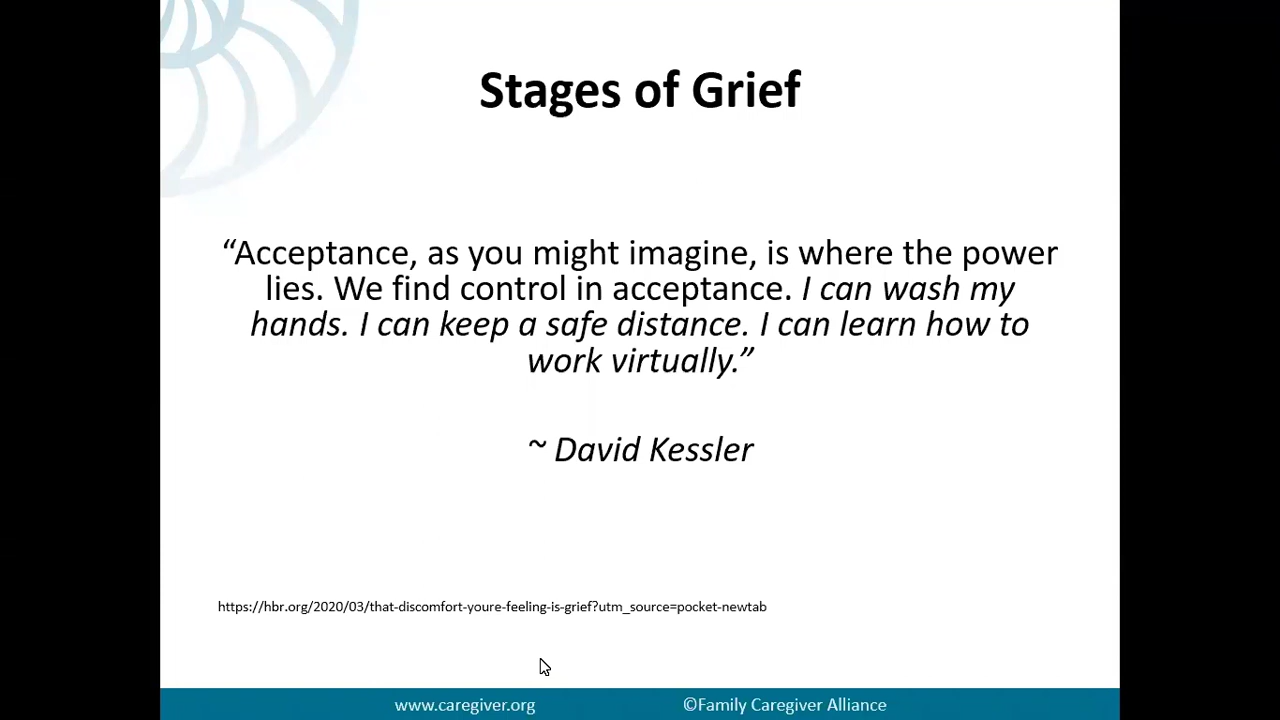 Stages of Grief
“Acceptance, as you might imagine, is where the power
lies. We find control in acceptance. I can wash my
hands. I can keep a safe distance. I can learn how to
work virtually.”
~ David Kessler
https://hbr.org/2020/03/that-discomfort-youre-feeling-is-grief?utm_source=pocket-newtab
www.caregiver.org
©Family Caregiver Alliance